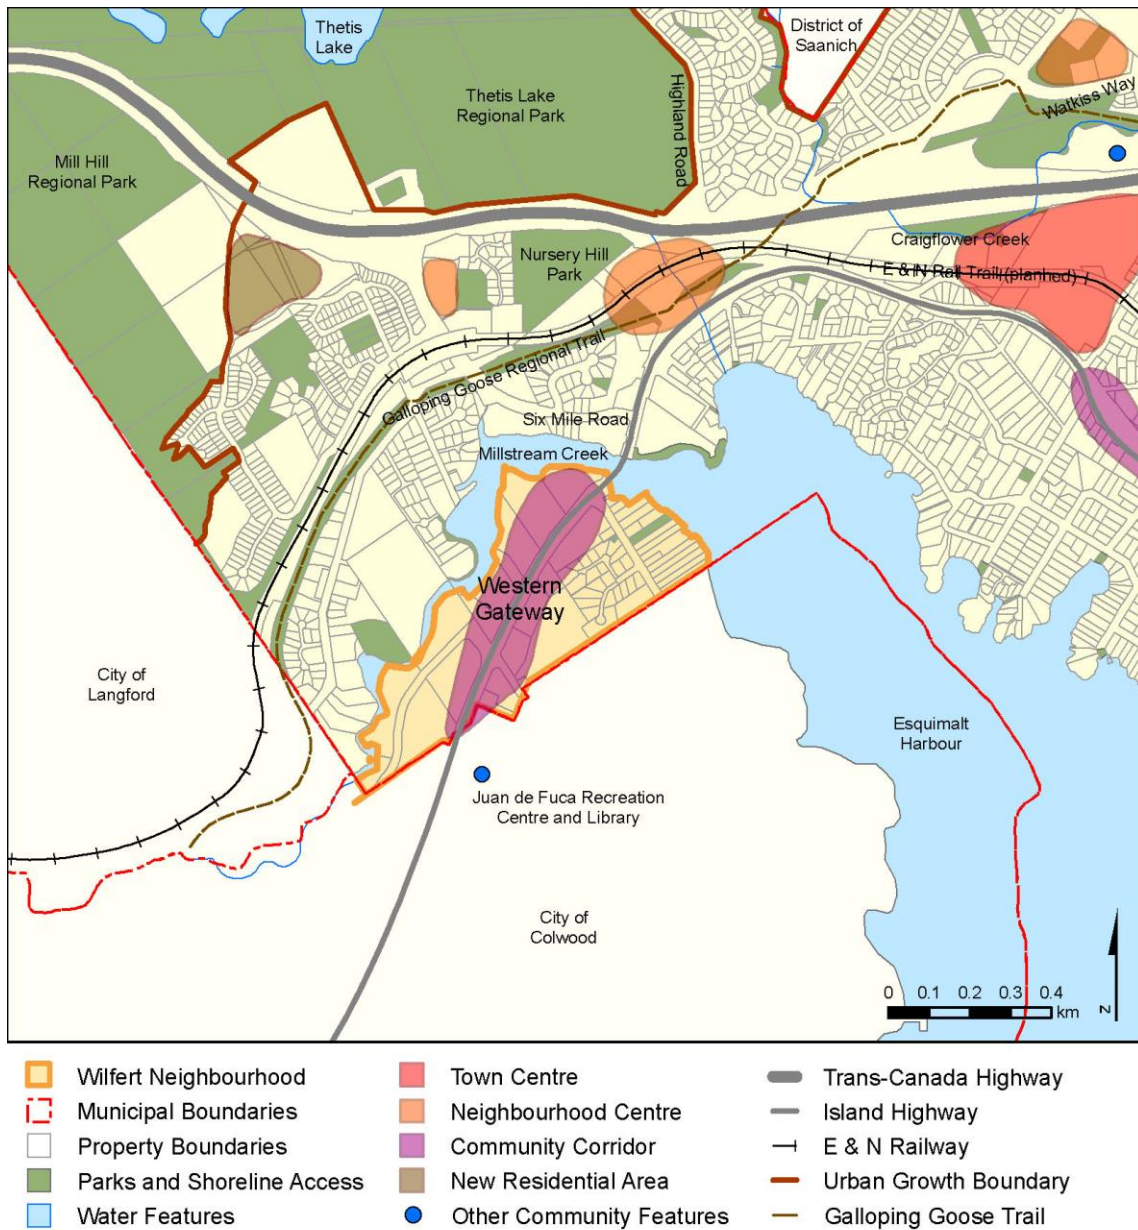 Thetis
Lake
District of
Saanich
Thetis Lake
Regional Park
Highland Road
Watkiss Way
Mill Hill
Regional Park
Nursery Hill
Park
Craigflower Creek
E & N Rail Trail (planned)
Galloping Goose Regional Trail
Six Mile Road
Millstream Creek
Western
Gateway
City of
Langford
Esquimalt
Harbour
Juan de Fuca Recreation
Centre and Library
City of
Colwood
0 0.1 0.2 0.3 0.4
km
N
Wilfert Neighbourhood
Municipal Boundaries
Property Boundaries
Parks and Shoreline Access
Water Features
Town Centre
Neighbourhood Centre
Community Corridor
New Residential Area
Other Community Features
Trans-Canada Highway
Island Highway
E & N Railway
Urban Growth Boundary
Galloping Goose Trail